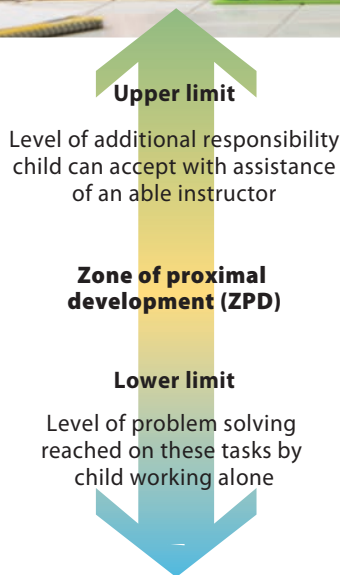 Upper limit
Level of additional responsibility
child can accept with assistance
of an able instructor
Zone of proximal
development (ZPD)
Lower limit
Level of problem solving
reached on these tasks by
child working alone